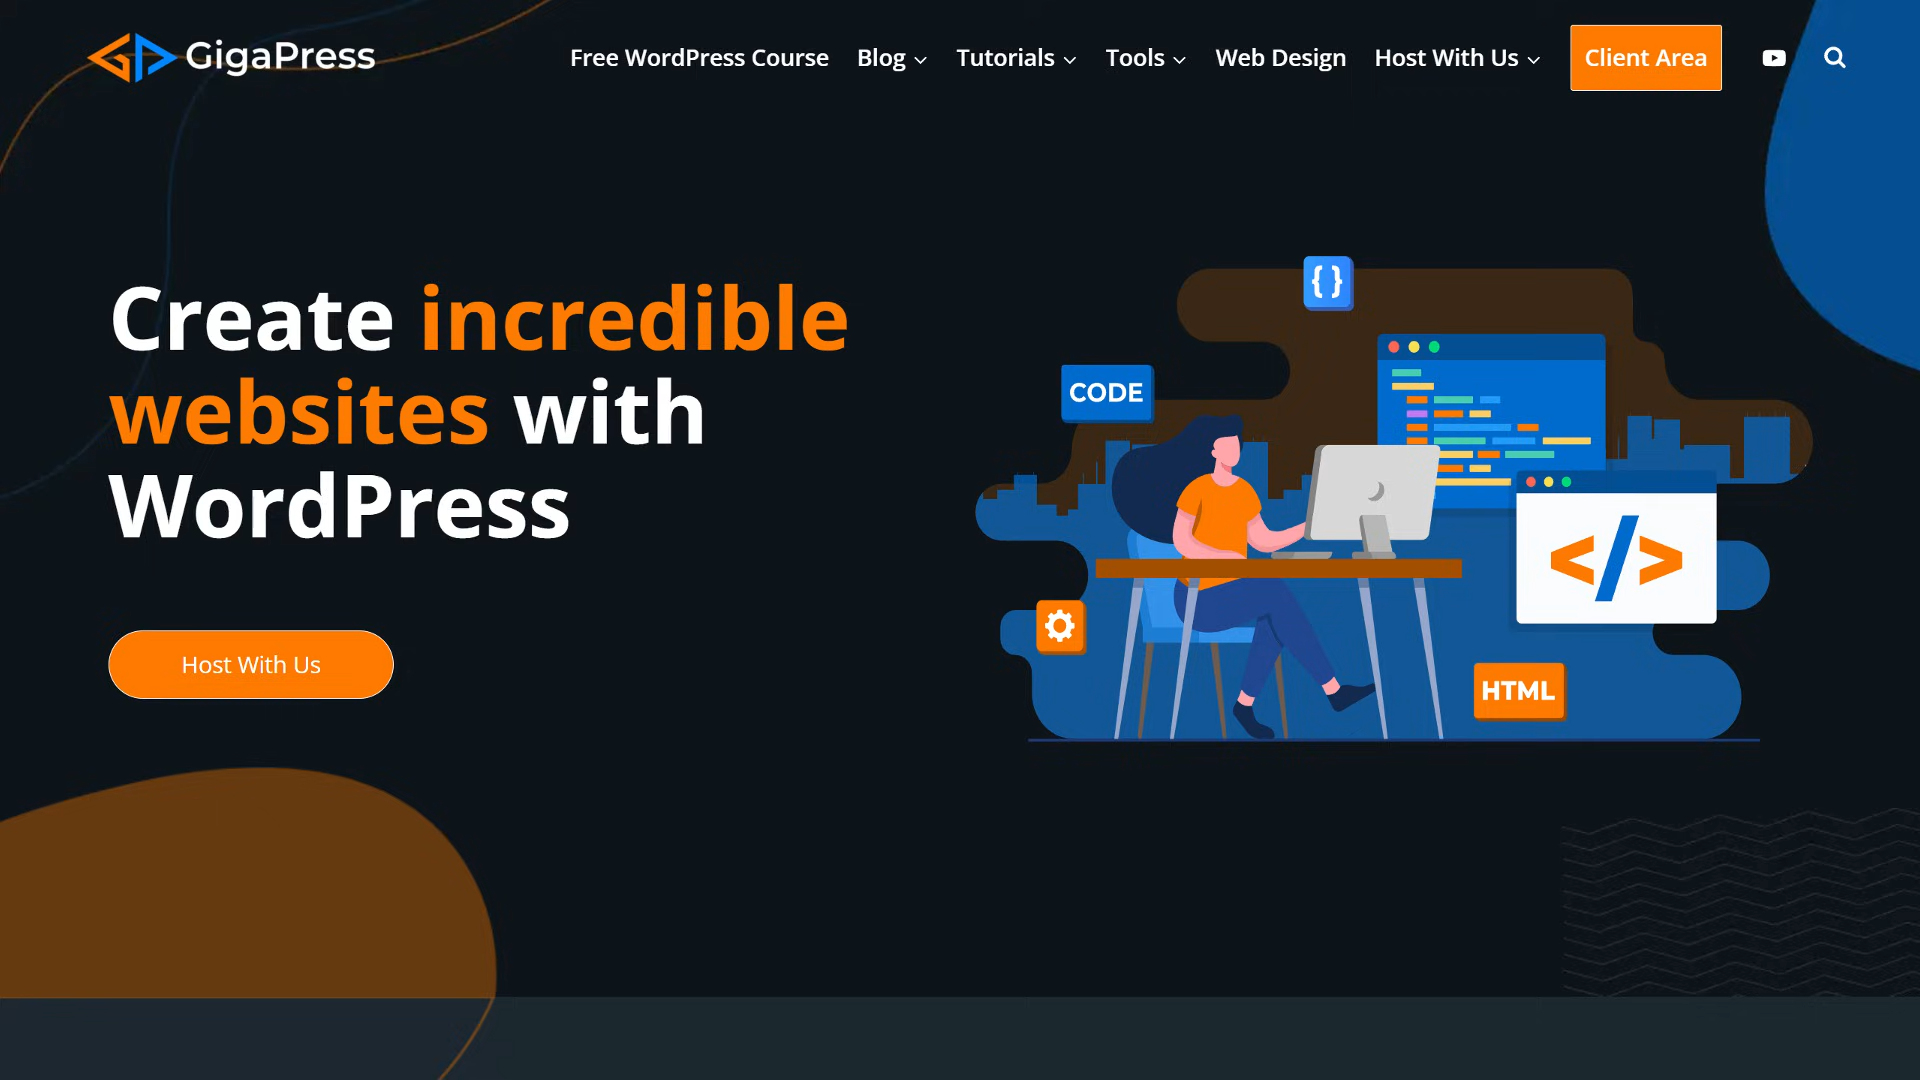 GigaPress
Free WordPress Course
Blog
Tutorials
Tools
Web Design
Host With Us
Client Area
Create incredible
websites with
WordPress
Host With Us
{ }
CODE
</>
HTML